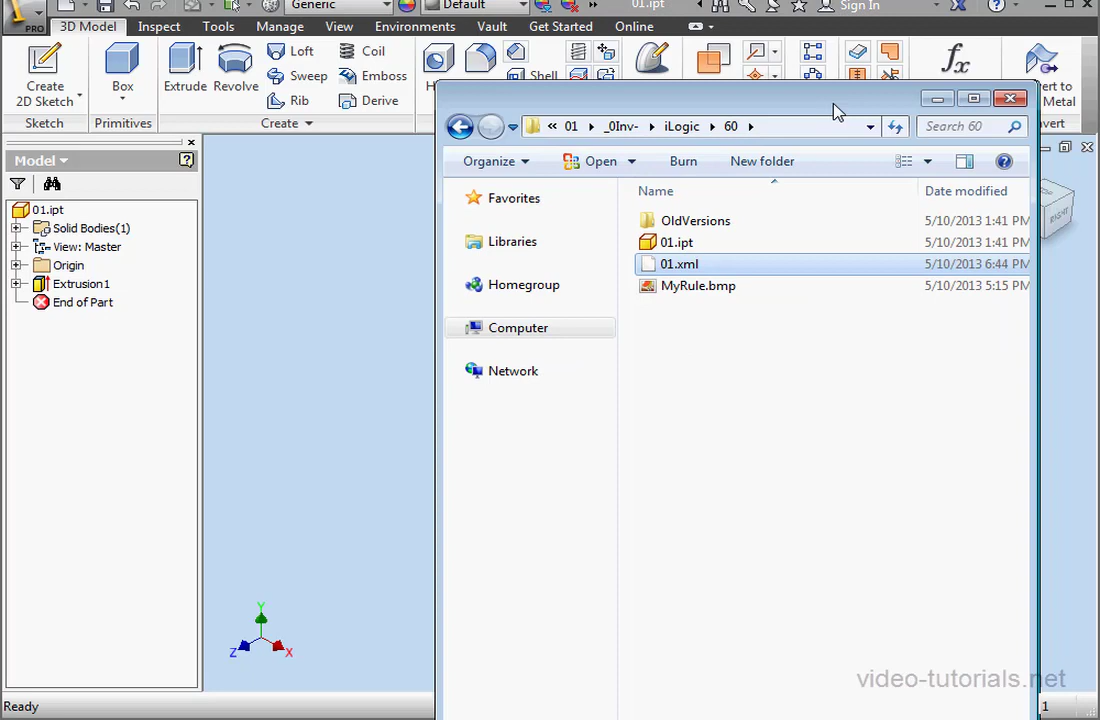 Generic Default 01.ipt Sign In
PRO 3D Model Inspect Tools Manage View Environments Vault Get Started Online
Loft Coil
Create 2D Sketch Box Extrude Revolve Sweep Emboss Shell
Rib Derive
Sketch Primitives Create
Model
01.ipt
Solid Bodies(1)
View: Master
Origin
Extrusion1
End of Part
Y
Z X
Ready
« 01 _0Inv- iLogic 60 Search 60
Organize Open Burn New folder
Favorites
Libraries
Homegroup
Computer
Network
Name Date modified
OldVersions 5/10/2013 1:41 PM
01.ipt 5/10/2013 1:41 PM
01.xml 5/10/2013 6:44 PM
MyRule.bmp 5/10/2013 5:15 PM
Metal
RIGHT
video-tutorials.net
1